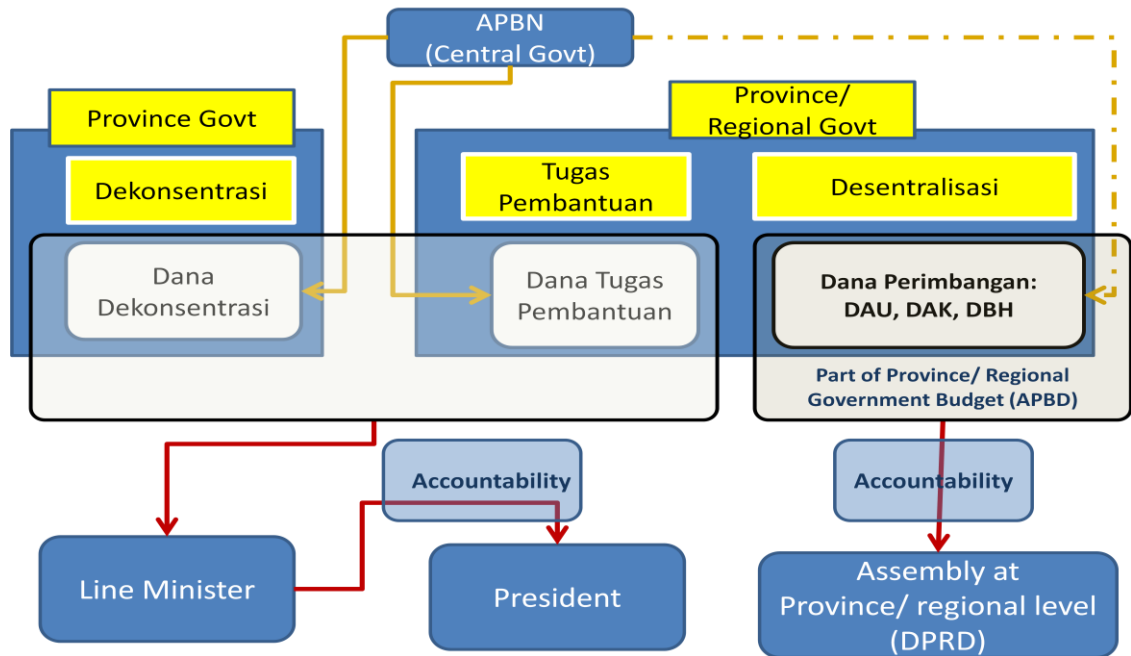 APBN
(Central Govt)
Province Govt
Province/
Regional Govt
Dekonsentrasi
Tugas
Pembantuan
Desentralisasi
Dana
Dekonsentrasi
Dana Tugas
Pembantuan
Dana Perimbangan:
DAU, DAK, DBH
Part of Province/ Regional
Government Budget (APBD)
Accountability
Accountability
Line Minister
President
Assembly at
Province/ regional level
(DPRD)